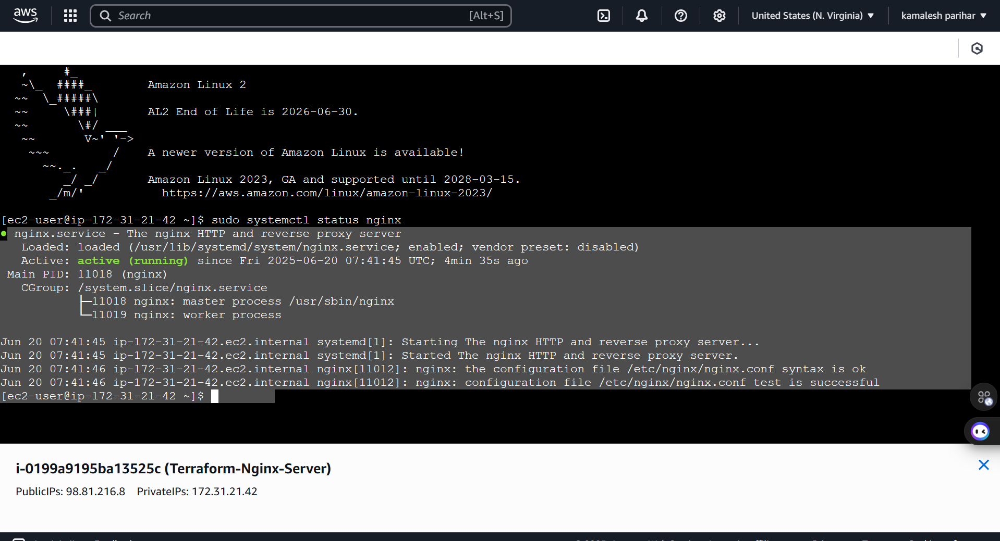 aws
Search [Alt+S]
United States (N. Virginia) ▼
kamalesh parihar ▼
   ,     #_
   ~\_  ####_        Amazon Linux 2
  ~~  \_#####\
  ~~     \###|       AL2 End of Life is 2026-06-30.
  ~~       \#/ ___
   ~~       V~' '->
    ~~~         /    A newer version of Amazon Linux is available!
      ~~._.   _/
         _/ _/       Amazon Linux 2023, GA and supported until 2028-03-15.
       _/m/'           https://aws.amazon.com/linux/amazon-linux-2023/
[ec2-user@ip-172-31-21-42 ~]$ sudo systemctl status nginx
● nginx.service - The nginx HTTP and reverse proxy server
   Loaded: loaded (/usr/lib/systemd/system/nginx.service; enabled; vendor preset: disabled)
   Active: active (running) since Fri 2025-06-20 07:41:45 UTC; 4min 35s ago
 Main PID: 11018 (nginx)
   CGroup: /system.slice/nginx.service
           ├─11018 nginx: master process /usr/sbin/nginx
           └─11019 nginx: worker process
Jun 20 07:41:45 ip-172-31-21-42.ec2.internal systemd[1]: Starting The nginx HTTP and reverse proxy server...
Jun 20 07:41:45 ip-172-31-21-42.ec2.internal systemd[1]: Started The nginx HTTP and reverse proxy server.
Jun 20 07:41:46 ip-172-31-21-42.ec2.internal nginx[11012]: nginx: the configuration file /etc/nginx/nginx.conf syntax is ok
Jun 20 07:41:46 ip-172-31-21-42.ec2.internal nginx[11012]: nginx: configuration file /etc/nginx/nginx.conf test is successful
[ec2-user@ip-172-31-21-42 ~]$
i-0199a9195ba13525c (Terraform-Nginx-Server)
PublicIPs: 98.81.216.8 PrivateIPs: 172.31.21.42